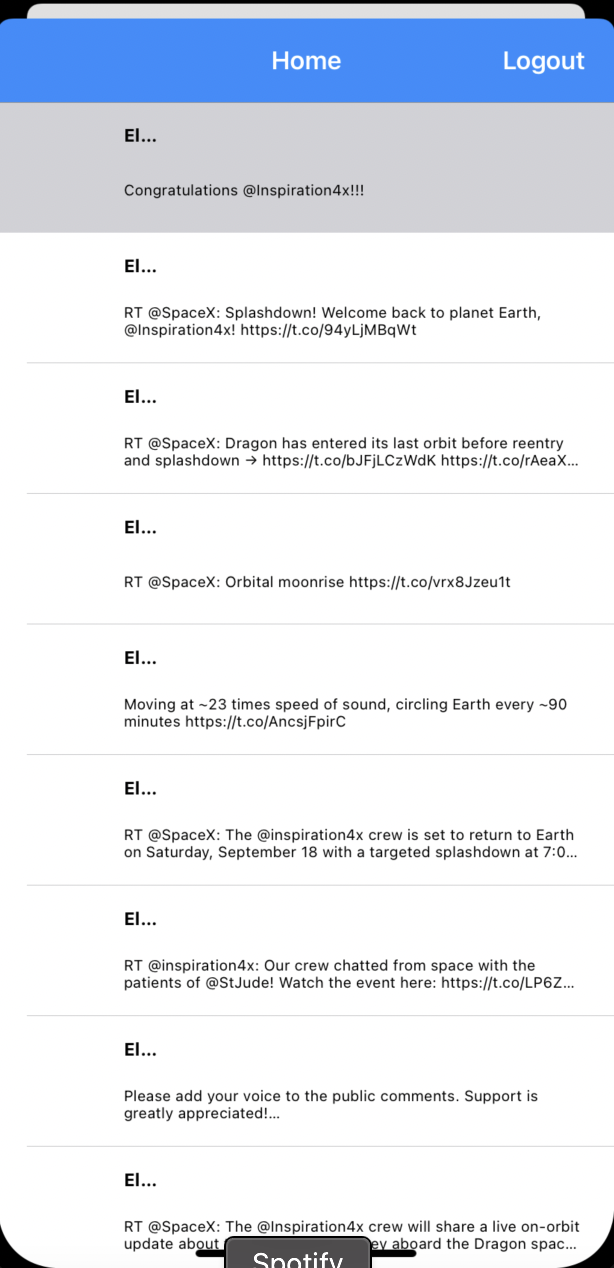 Home
Logout
El...
Congratulations @Inspiration4x!!!
El...
RT @SpaceX: Splashdown! Welcome back to planet Earth,
@Inspiration4x! https://t.co/94yLjMBqWt
El...
RT @SpaceX: Dragon has entered its last orbit before reentry
and splashdown → https://t.co/bJFjLCzWdK https://t.co/rAeaX...
El...
RT @SpaceX: Orbital moonrise https://t.co/vrx8Jzeu1t
El...
Moving at ~23 times speed of sound, circling Earth every ~90
minutes https://t.co/AncsjFpirC
El...
RT @SpaceX: The @inspiration4x crew is set to return to Earth
on Saturday, September 18 with a targeted splashdown at 7:0...
El...
RT @inspiration4x: Our crew chatted from space with the
patients of @StJude! Watch the event here: https://t.co/LP6Z...
El...
Please add your voice to the public comments. Support is
greatly appreciated!...
El...
RT @SpaceX: The @Inspiration4x crew will share a live on-orbit
update about ey aboard the Dragon spac...
Spotify